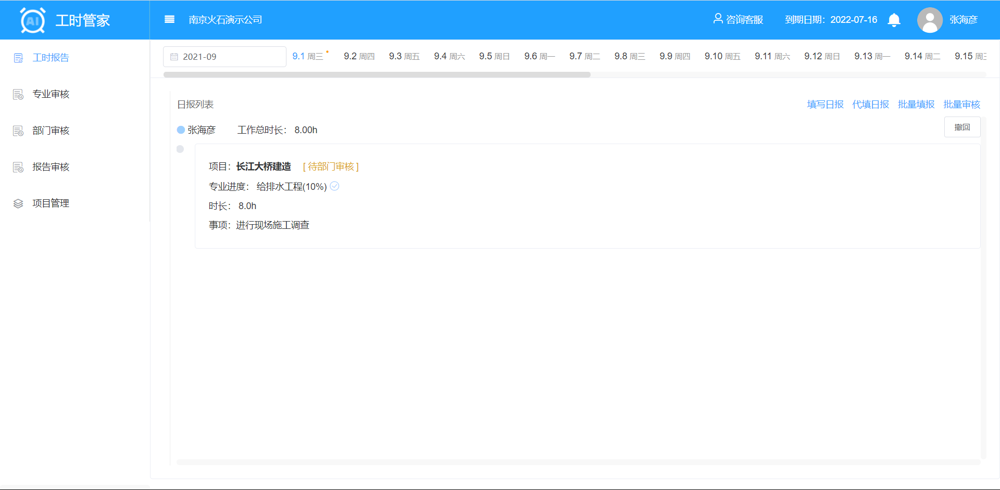 AI 工时管家
南京火石演示公司
咨询客服 到期日期：2022-07-16 张海彦
工时报告
专业审核
部门审核
报告审核
项目管理
2021-09 9.1 周三 9.2 周四 9.3 周五 9.4 周六 9.5 周日 9.6 周一 9.7 周二 9.8 周三 9.9 周四 9.10 周五 9.11 周六 9.12 周日 9.13 周一 9.14 周二 9.15 周三
日报列表 填写日报 代填日报 批量填报 批量审核
张海彦 工作总时长： 8.00h 撤回
项目：长江大桥建造 [ 待部门审核 ]
专业进度： 给排水工程(10%)
时长： 8.0h
事项：进行现场施工调查